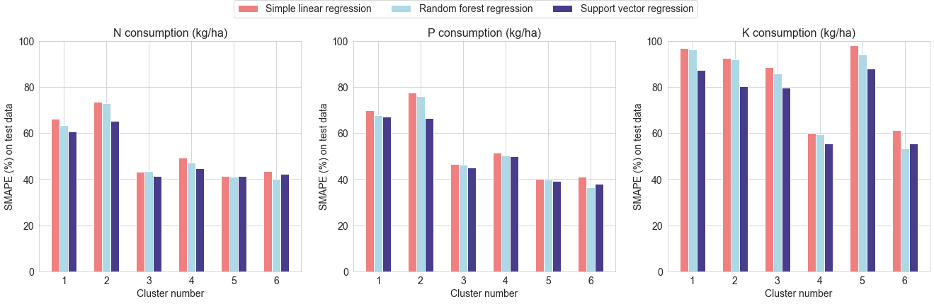 Simple linear regression Random forest regression Support vector regression
N consumption (kg/ha)
SMAPE (%) on test data
100
80
60
40
20
0
1 2 3 4 5 6
Cluster number
P consumption (kg/ha)
SMAPE (%) on test data
100
80
60
40
20
0
1 2 3 4 5 6
Cluster number
K consumption (kg/ha)
SMAPE (%) on test data
100
80
60
40
20
0
1 2 3 4 5 6
Cluster number